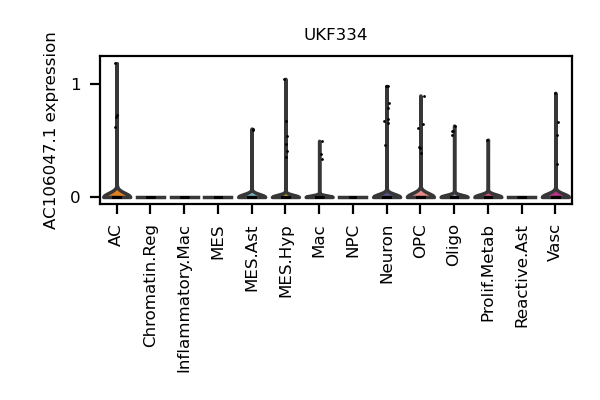 UKF334
AC106047.1 expression
1
0
AC
Chromatin.Reg
Inflammatory.Mac
MES
MES.Ast
MES.Hyp
Mac
NPC
Neuron
OPC
Oligo
Prolif.Metab
Reactive.Ast
Vasc